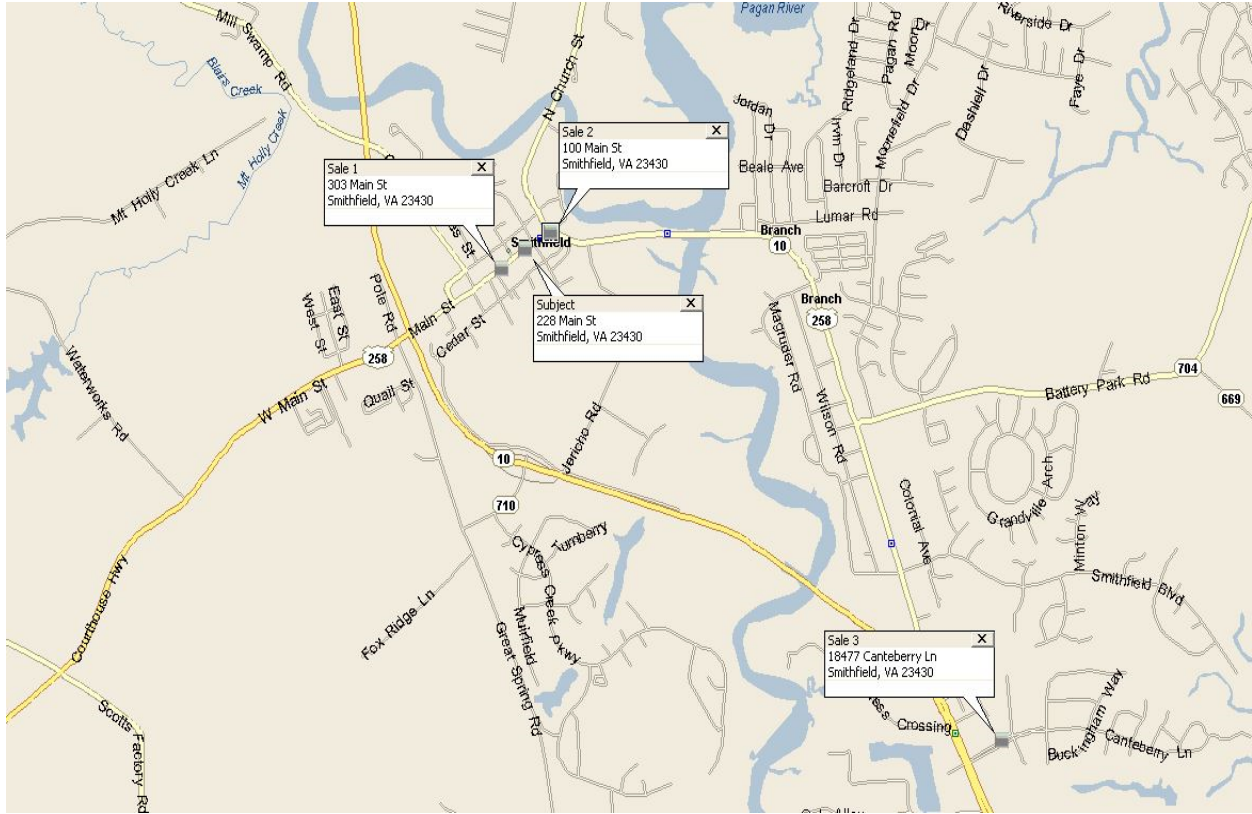 Pagan River
Riverside Dr
Mill Swamp Rd
N Church St
Ridgeland Dr
Pagan Rd
Moon Dr
Faye Dr
Dashiell Dr
Blairs Creek
Mt Holly Creek
Jordan Dr
Irvin Dr
Moonefield Dr
Sale 2 X
100 Main St
Smithfield, VA 23430
Sale 1 X
303 Main St
Smithfield, VA 23430
Beale Ave
Barcroft Dr
Mt Holly Creek Ln
Lumar Rd
Smithfield
Branch
10
Pole Rd
East St
West St
Main St
Cedar St
Subject X
228 Main St
Smithfield, VA 23430
Branch
258
Magruder Rd
Wilson Rd
258
Waterworks Rd
W Main St
Quail St
704
Battery Park Rd
669
Jericho Rd
10
710
Grandville Arch
Colonial Ave
Minton Way
Cypress Creek Pkwy
Turnberry
Smithfield Blvd
Courthouse Hwy
Fox Ridge Ln
Muirfield
Great Spring Rd
Sale 3 X
18477 Canteberry Ln
Smithfield, VA 23430
Scotts Factory Rd
Crossing
Buckingham Way
Canteberry Ln